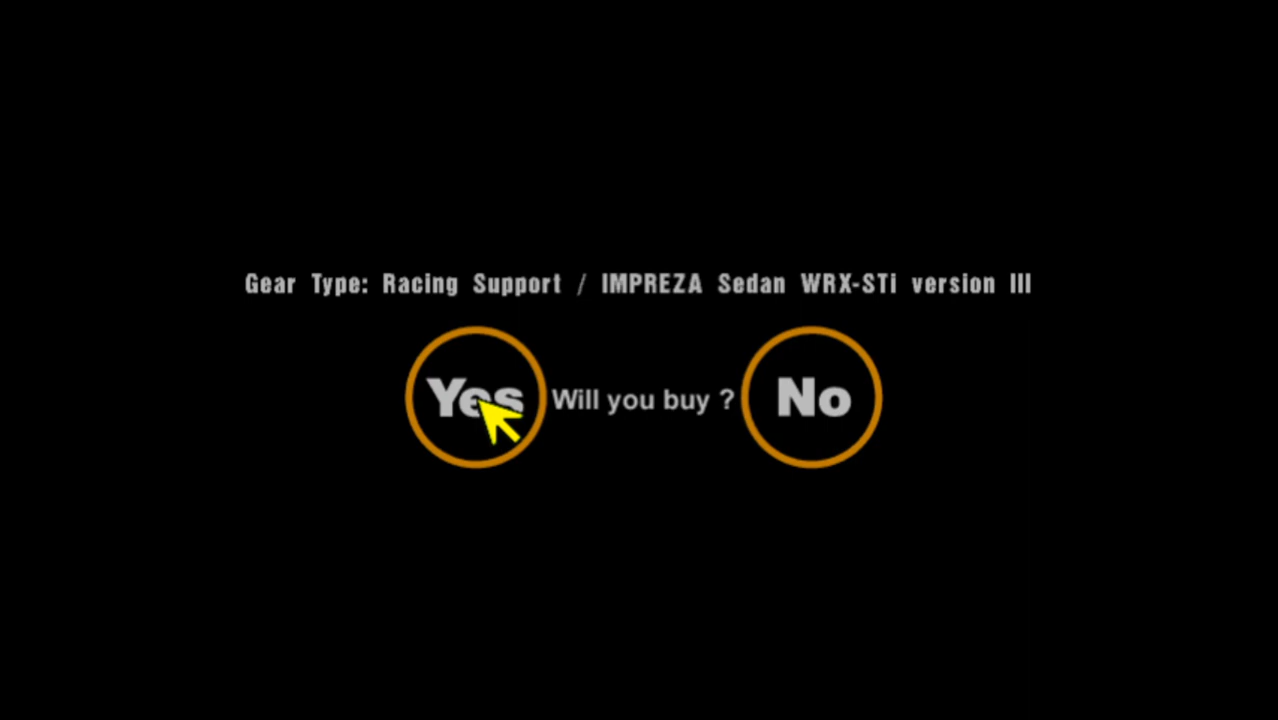 Gear Type: Racing Support / IMPREZA Sedan WRX-STi version III
Yes Will you buy ? No